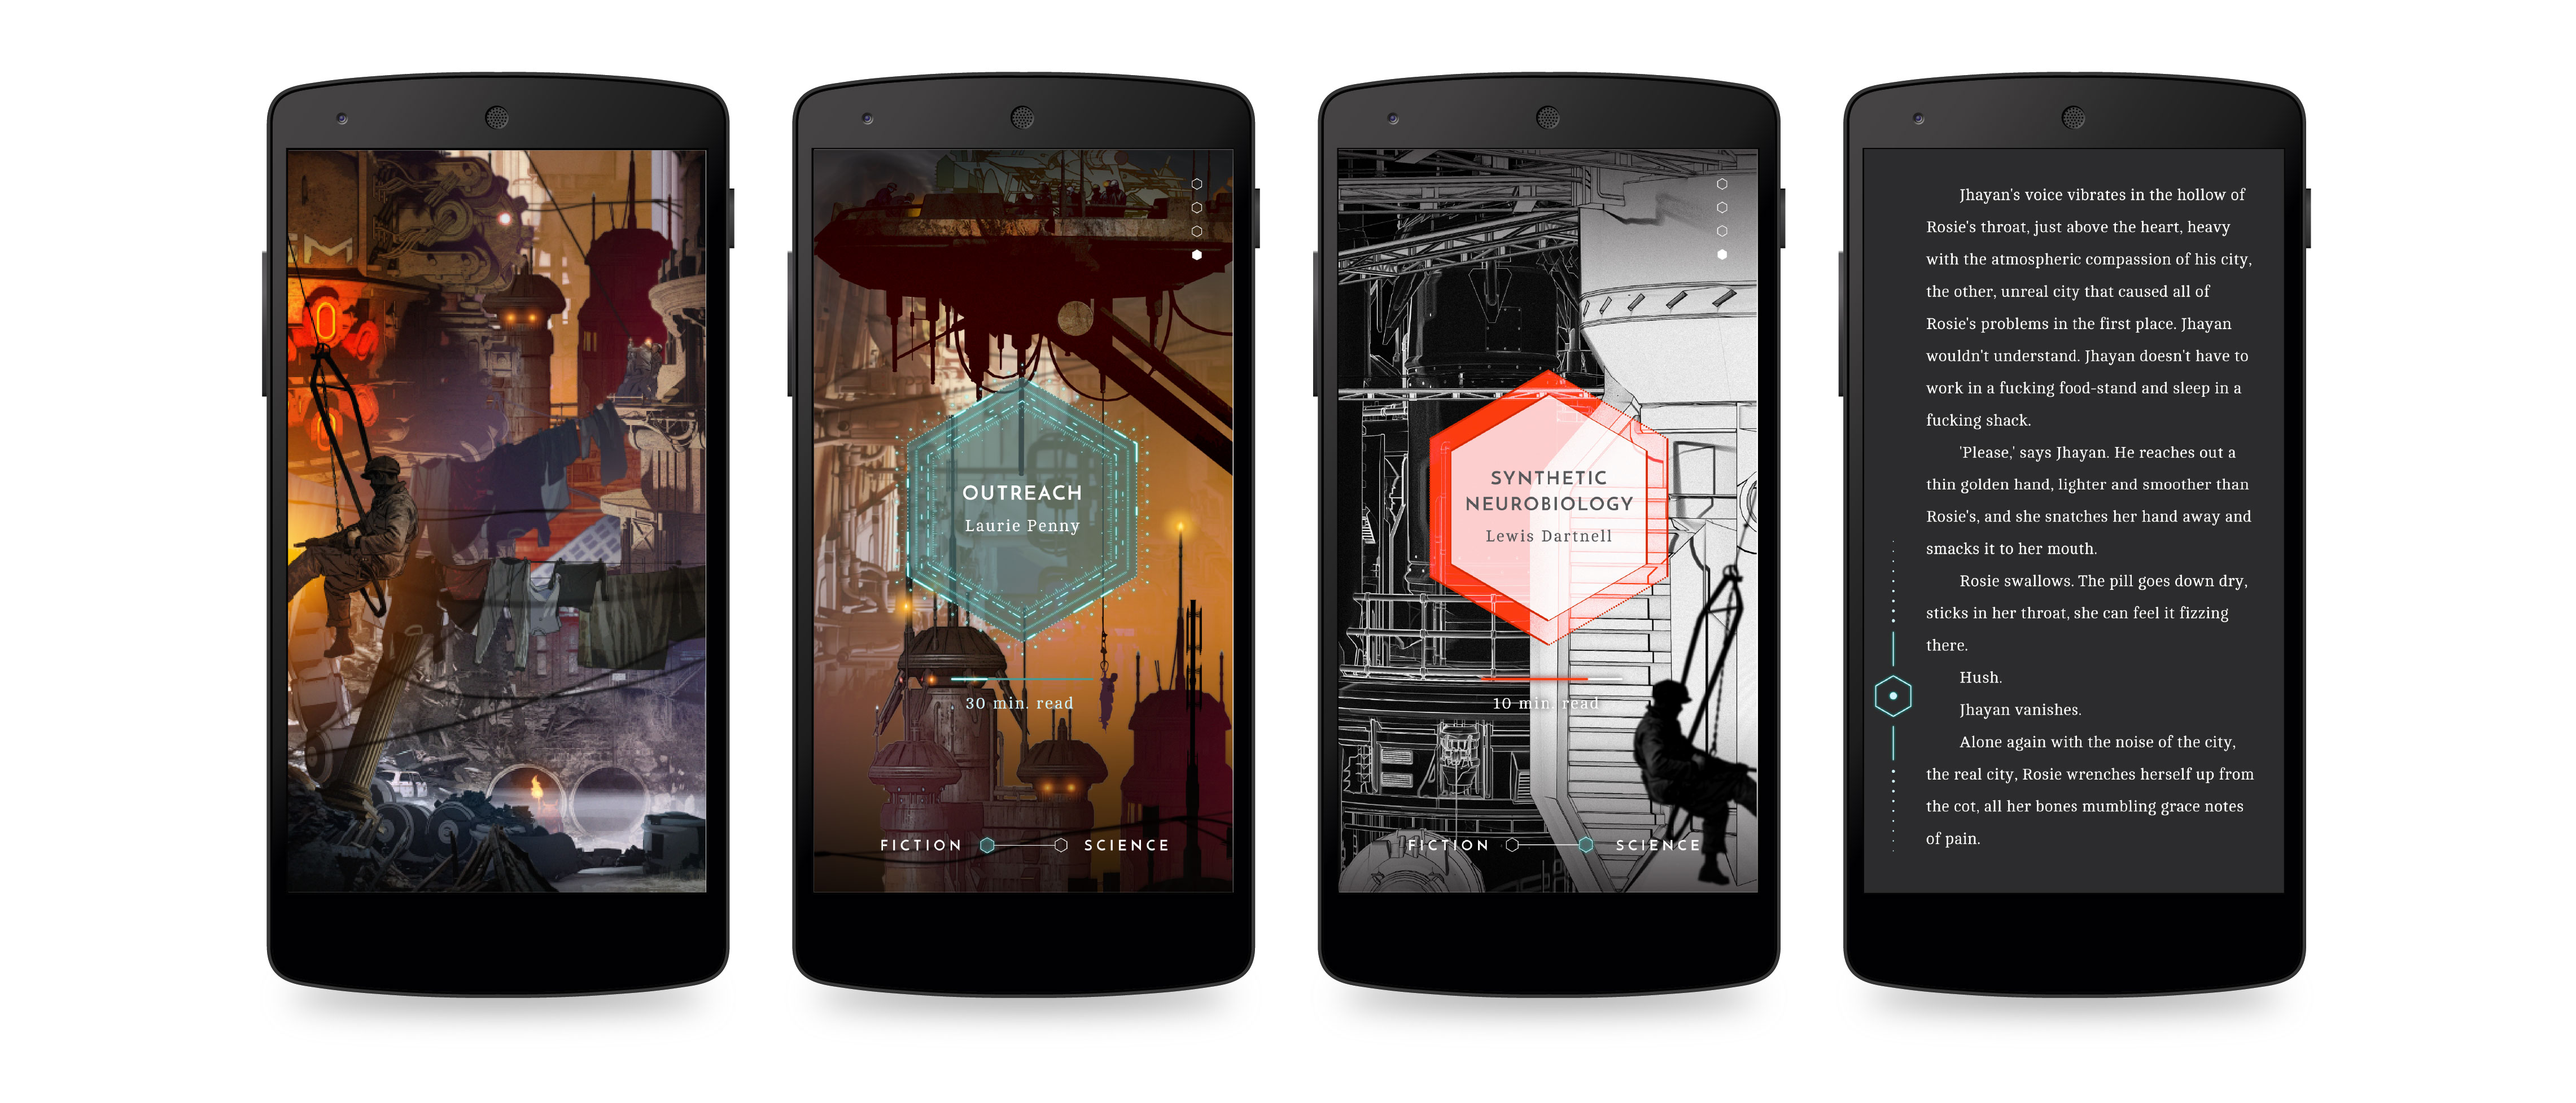 OUTREACH
Laurie Penny
30 min. read
FICTION
SCIENCE
SYNTHETIC
NEUROBIOLOGY
Lewis Dartnell
10 min. read
FICTION
SCIENCE
Jhayan's voice vibrates in the hollow of
Rosie's throat, just above the heart, heavy
with the atmospheric compassion of his city,
the other, unreal city that caused all of
Rosie's problems in the first place. Jhayan
wouldn't understand. Jhayan doesn't have to
work in a fucking food-stand and sleep in a
fucking shack.
'Please,' says Jhayan. He reaches out a
thin golden hand, lighter and smoother than
Rosie's, and she snatches her hand away and
smacks it to her mouth.
Rosie swallows. The pill goes down dry,
sticks in her throat, she can feel it fizzing
there.
Hush.
Jhayan vanishes.
Alone again with the noise of the city,
the real city, Rosie wrenches herself up from
the cot, all her bones mumbling grace notes
of pain.